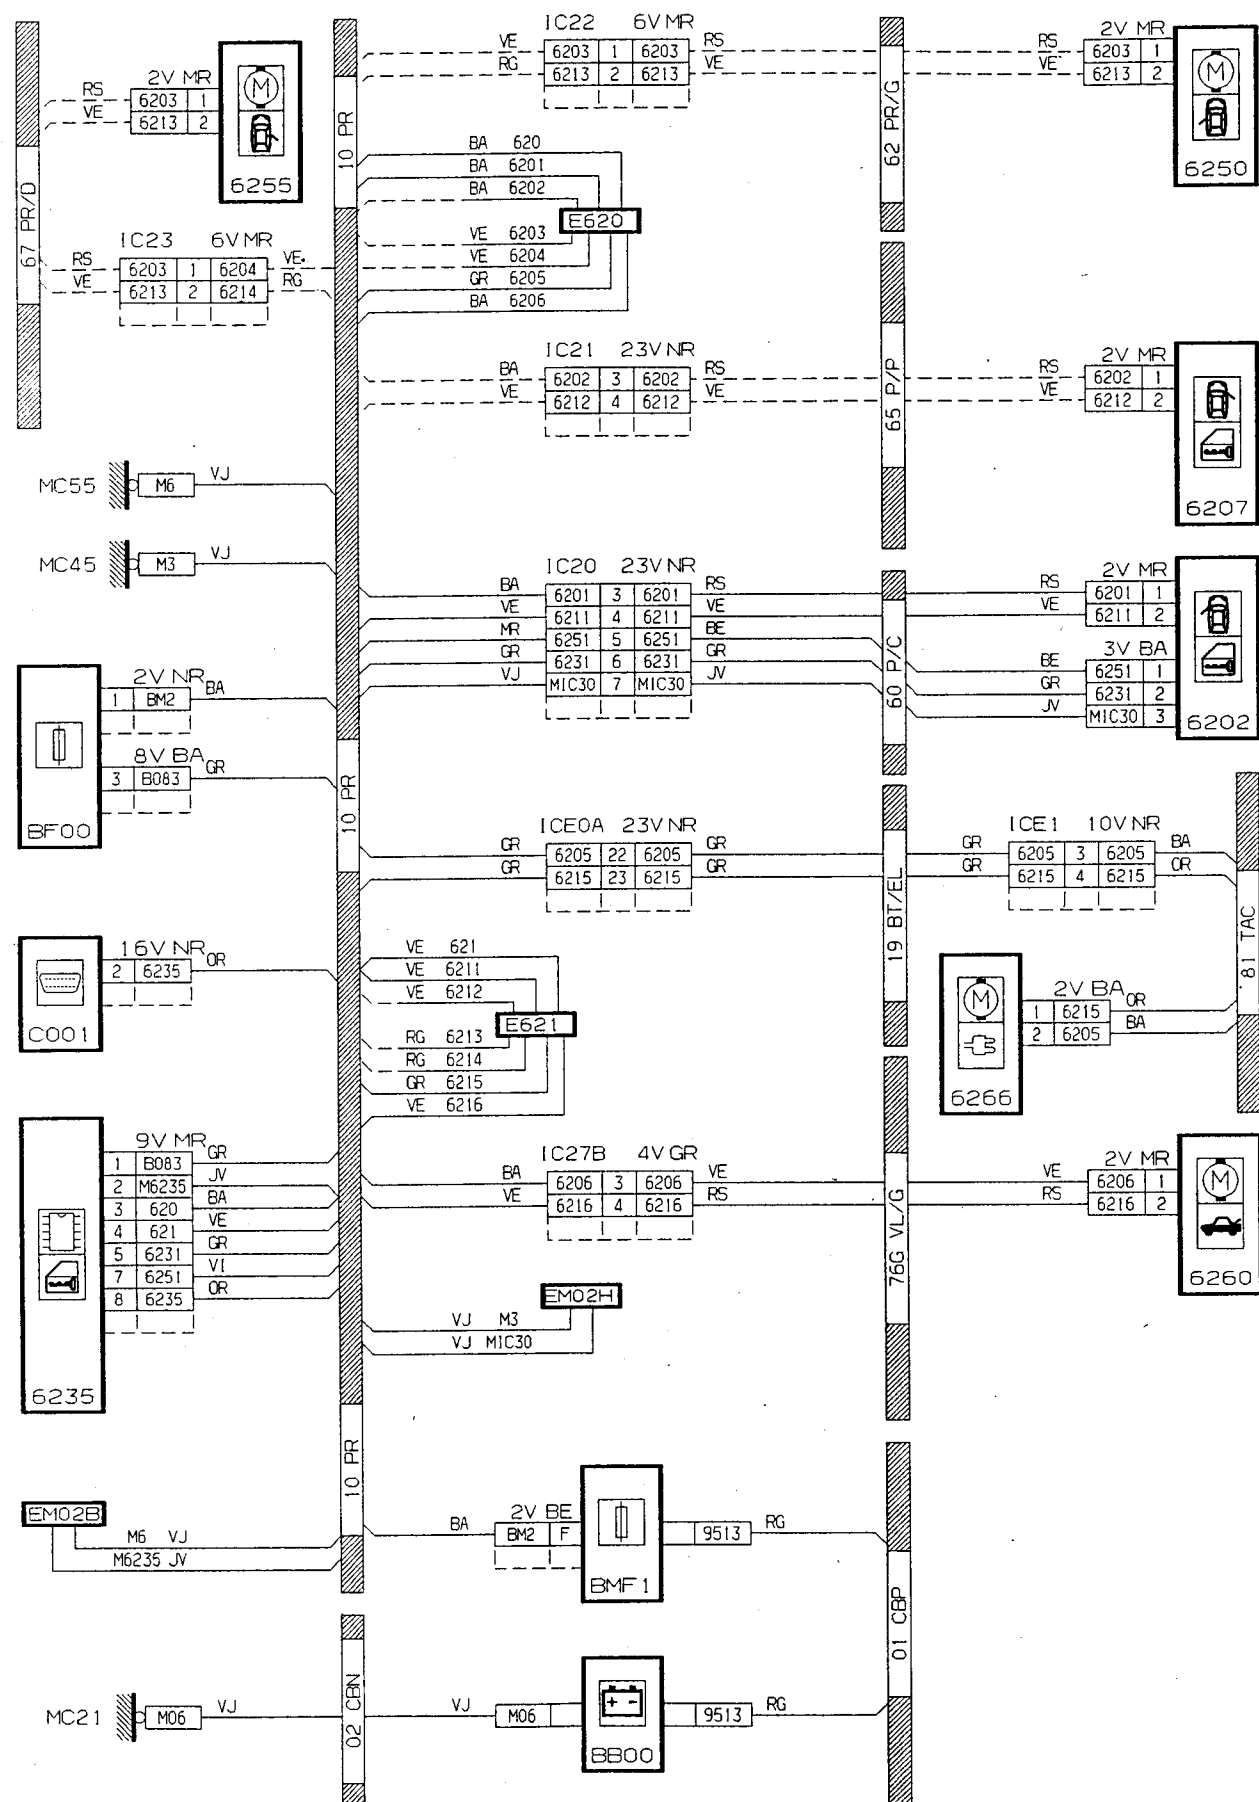 67 PR/D
RS
VE
2V MR
6203 1
6213 2
6255
RS
VE
IC23 6V MR
6203 1 6204
6213 2 6214
VE
RG
10 PR
VE
RG
IC22 6V MR
6203 1 6203
6213 2 6213
RS
VE
62 PR/G
RS
VE
2V MR
6203 1
6213 2
6250
BA 620
BA 6201
BA 6202
E620
VE 6203
VE 6204
GR 6205
BA 6206
BA
VE
IC21 23V NR
6202 3 6202
6212 4 6212
RS
VE
65 P/P
RS
VE
2V MR
6202 1
6212 2
6207
MC55 M6 VJ
MC45 M3 VJ
BA
VE
MR
GR
VJ
IC20 23V NR
6201 3 6201
6211 4 6211
6251 5 6251
6231 6 6231
MIC30 7 MIC30
RS
VE
BE
GR
JV
60 P/C
RS
VE
2V MR
6201 1
6211 2
BE
GR
JV
3V BA
6251 1
6231 2
MIC30 3
6202
2V NR
1 BM2
BA
8V BA
3 B083
GR
BF00
10 PR
GR
GR
ICE0A 23V NR
6205 22 6205
6215 23 6215
GR
GR
19 BT/EL
GR
GR
ICE1 10V NR
6205 3 6205
6215 4 6215
BA
OR
81 TAC
16V NR
2 6235
OR
C001
VE 621
VE 6211
VE 6212
E621
RG 6213
RG 6214
GR 6215
VE 6216
2V BA
1 6215
2 6205
OR
BA
6266
9V MR
1 B083 GR
2 M6235 JV
3 620 BA
4 621 VE
5 6231 GR
7 6251 VI
8 6235 OR
6235
BA
VE
IC27B 4V GR
6206 3 6206
6216 4 6216
VE
RS
76G VL/G
VE
RS
2V MR
6206 1
6216 2
6260
EM02H
VJ M3
VJ MIC30
10 PR
EM02B
M6 VJ
M6235 JV
BA
2V BE
BM2 F
9513
RG
BMF1
01 CBP
MC21 M06 VJ
02 CBN
VJ
M06
9513
RG
BB00